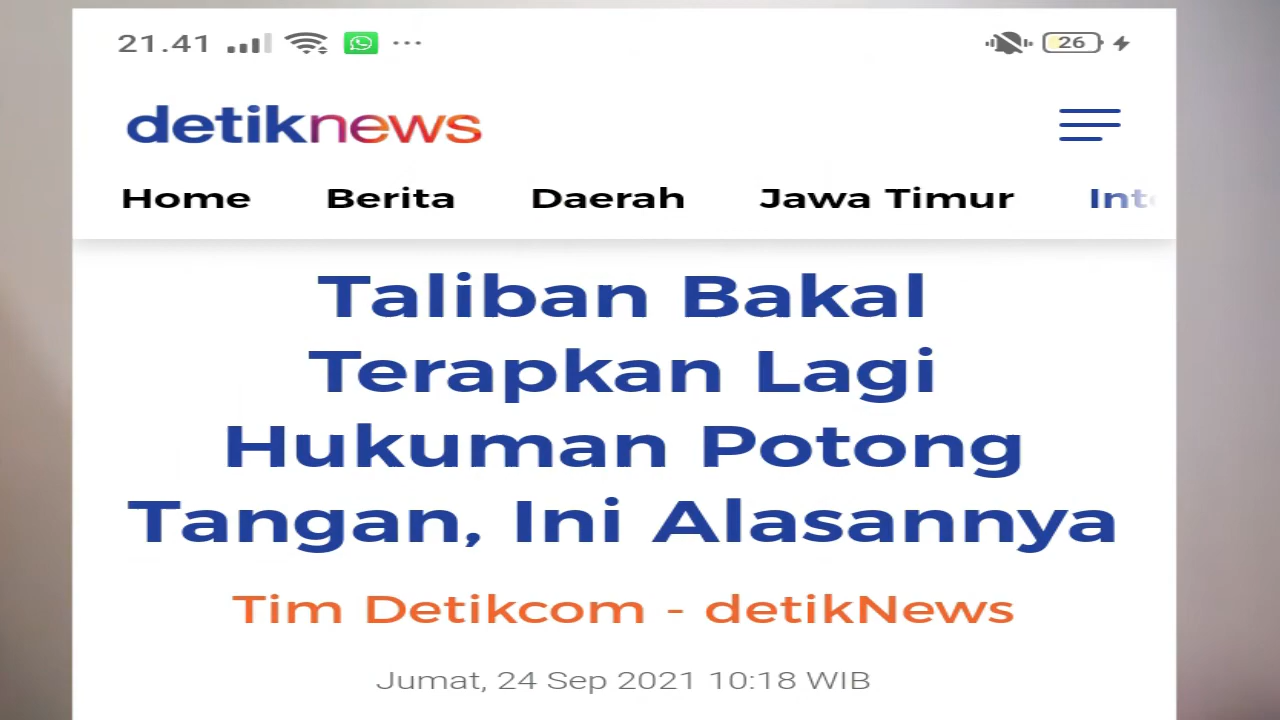 21.41
26
detiknews
Home Berita Daerah Jawa Timur Int
Taliban Bakal
Terapkan Lagi
Hukuman Potong
Tangan, Ini Alasannya
Tim Detikcom - detikNews
Jumat, 24 Sep 2021 10:18 WIB